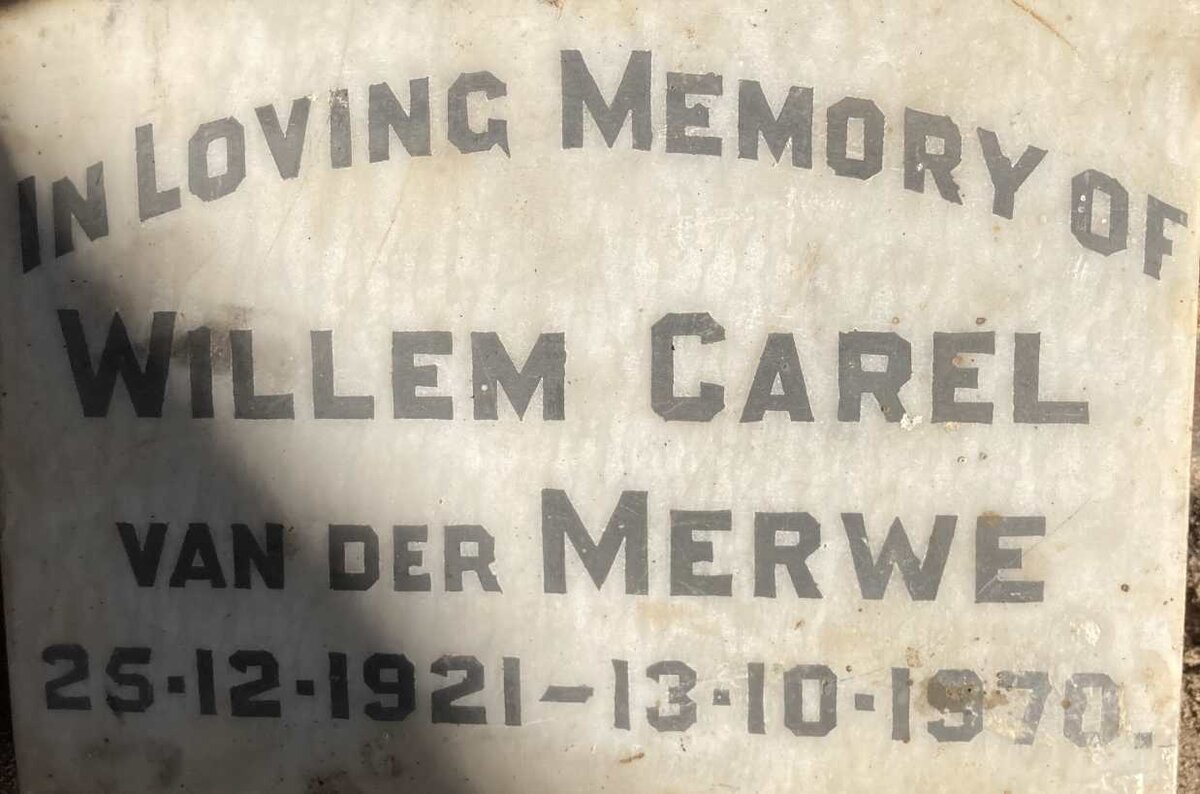 IN LOVING MEMORY OF
WILLEM CAREL
VAN DER MERWE
25·12·1921–13·10·1970.